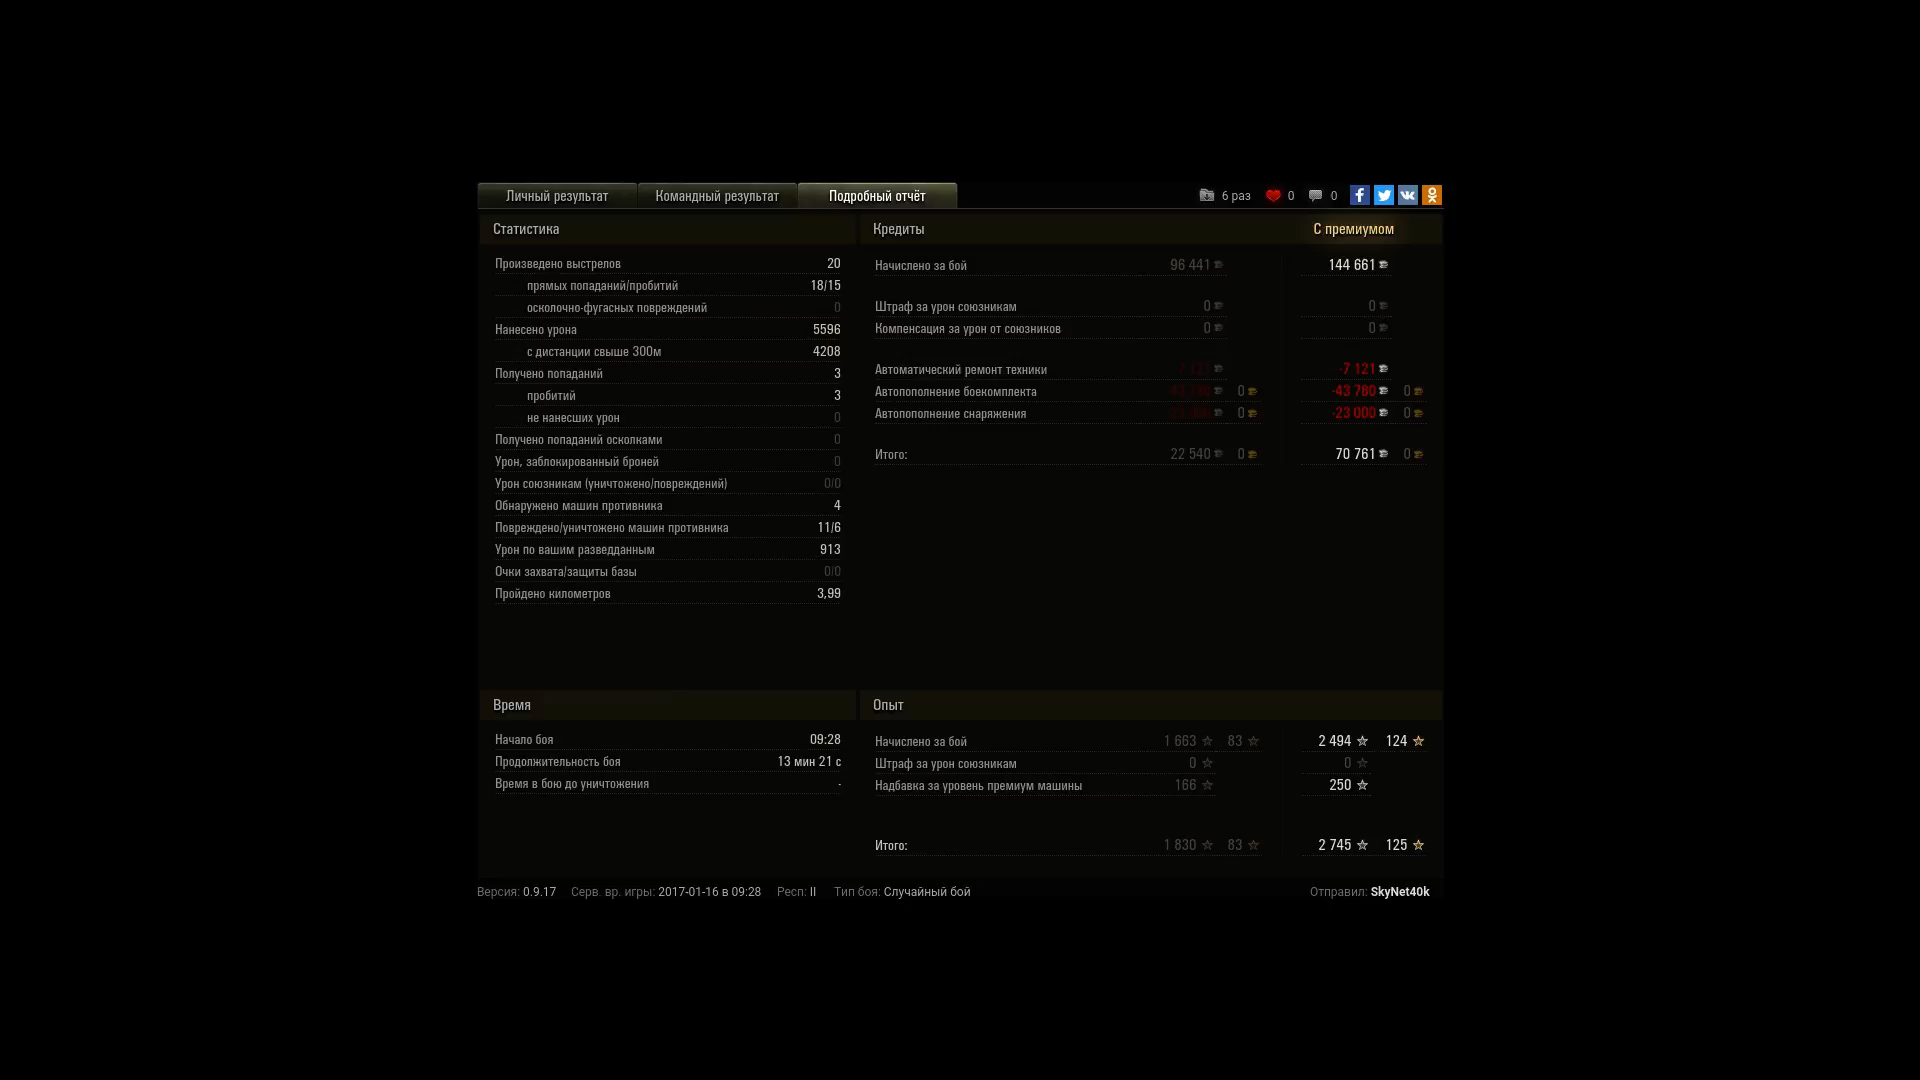 Личный результат Командный результат Подробный отчёт 6 раз 0 0
Статистика
Произведено выстрелов 20
прямых попаданий/пробитий 18/15
осколочно-фугасных повреждений 0
Нанесено урона 5596
с дистанции свыше 300м 4208
Получено попаданий 3
пробитий 3
не нанесших урон 0
Получено попаданий осколками 0
Урон, заблокированный броней 0
Урон союзникам (уничтожено/повреждений) 0/0
Обнаружено машин противника 4
Повреждено/уничтожено машин противника 11/6
Урон по вашим разведданным 913
Очки захвата/защиты базы 0/0
Пройдено километров 3,99
Кредиты С премиумом
Начислено за бой 96 441 144 661
Штраф за урон союзникам 0 0
Компенсация за урон от союзников 0 0
Автоматический ремонт техники -7 121 -7 121
Автопополнение боекомплекта 0 -43 780 0
Автопополнение снаряжения 0 -23 000 0
Итого: 22 540 0 70 761 0
Время
Начало боя 09:28
Продолжительность боя 13 мин 21 с
Время в бою до уничтожения -
Опыт
Начислено за бой 1 663 83 2 494 124
Штраф за урон союзникам 0 0
Надбавка за уровень премиум машины 166 250
Итого: 1 830 83 2 745 125
Версия: 0.9.17 Серв. вр. игры: 2017-01-16 в 09:28 Респ: II Тип боя: Случайный бой Отправил: SkyNet40k